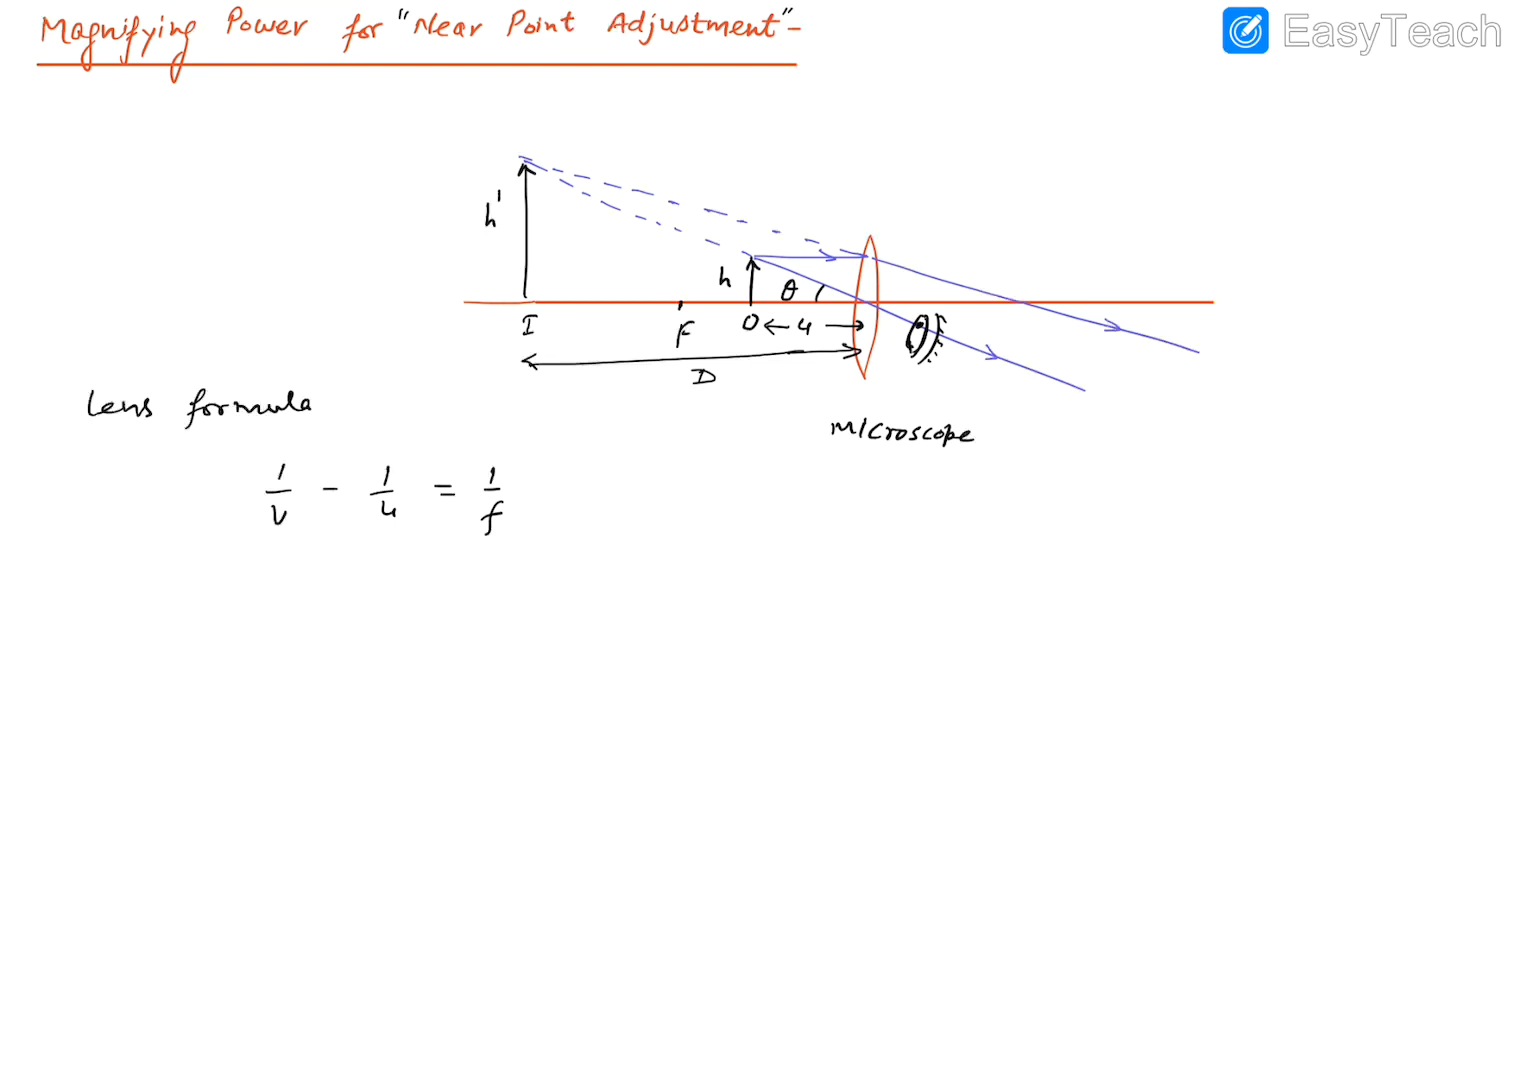 Magnifying Power for "Near Point Adjustment"-
EasyTeach
h'
h
θ
I
F
O ← u →
D
Lens formula
Microscope
1/v - 1/u = 1/f